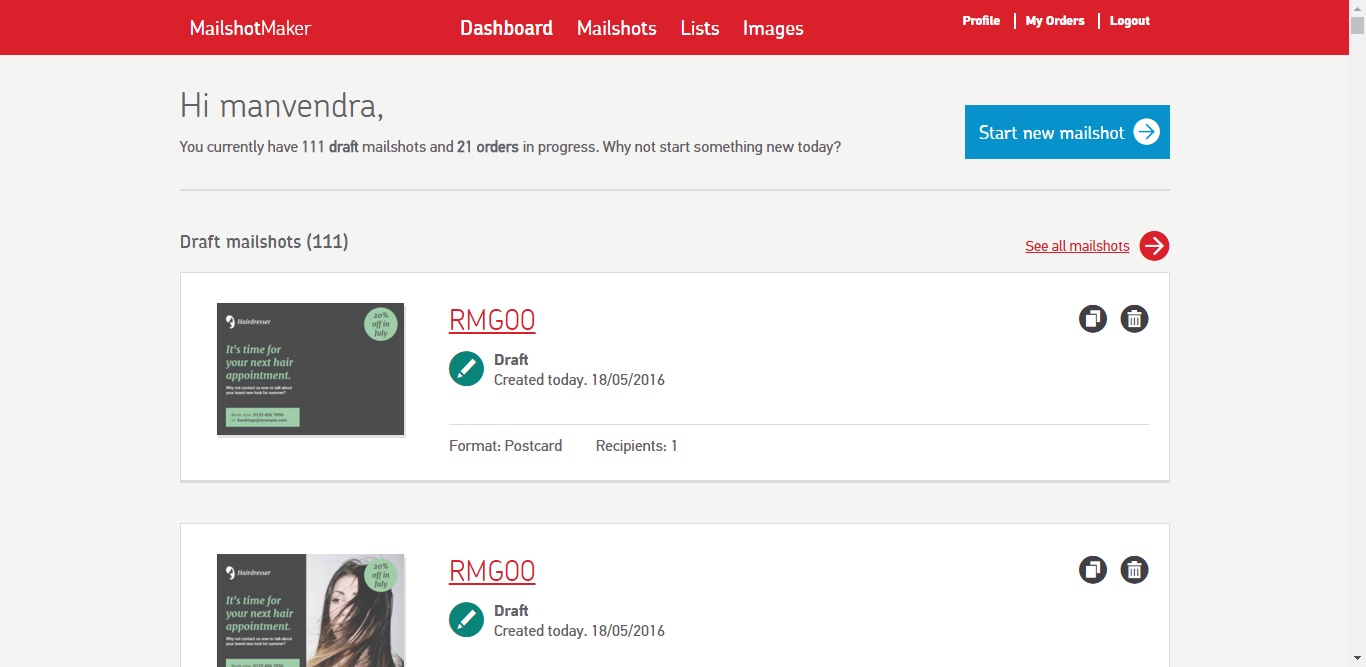 MailshotMaker
Dashboard
Mailshots
Lists
Images
Profile
My Orders
Logout
Hi manvendra,
You currently have 111 draft mailshots and 21 orders in progress. Why not start something new today?
Start new mailshot
Draft mailshots (111)
See all mailshots
Hairdresser
20%
off in
July
It's time for
your next hair
appointment.
Why not contact us now to talk about
your brand new look for summer?
Book now: 0123 456 7890
or: bookings@example.com
RMG00
Draft
Created today. 18/05/2016
Format: Postcard
Recipients: 1
Hairdresser
20%
off in
July
It's time for
your next hair
appointment.
Why not contact us now to talk about
your brand new look for summer?
RMG00
Draft
Created today. 18/05/2016